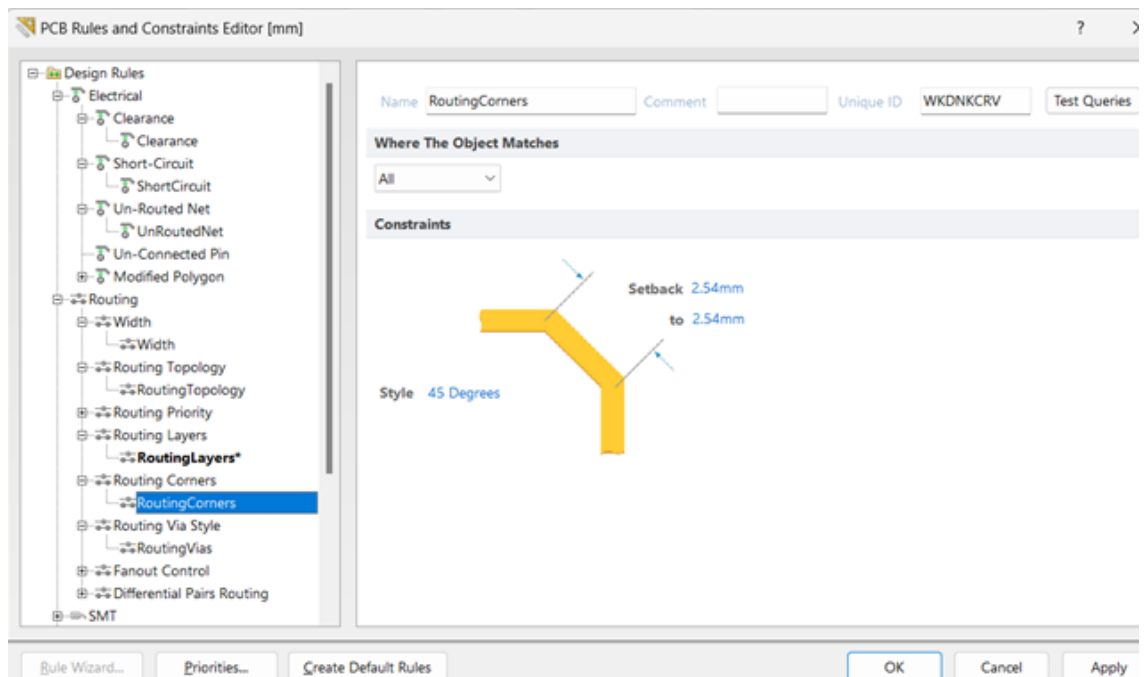 PCB Rules and Constraints Editor [mm] ?
Design Rules
Electrical
Clearance
Clearance
Short-Circuit
ShortCircuit
Un-Routed Net
UnRoutedNet
Un-Connected Pin
Modified Polygon
Routing
Width
Width
Routing Topology
RoutingTopology
Routing Priority
Routing Layers
RoutingLayers*
Routing Corners
RoutingCorners
Routing Via Style
RoutingVias
Fanout Control
Differential Pairs Routing
SMT
Name RoutingCorners Comment Unique ID WKDNKCRV Test Queries
Where The Object Matches
All
Constraints
Setback 2.54mm
to 2.54mm
Style 45 Degrees
Rule Wizard... Priorities... Create Default Rules OK Cancel Apply